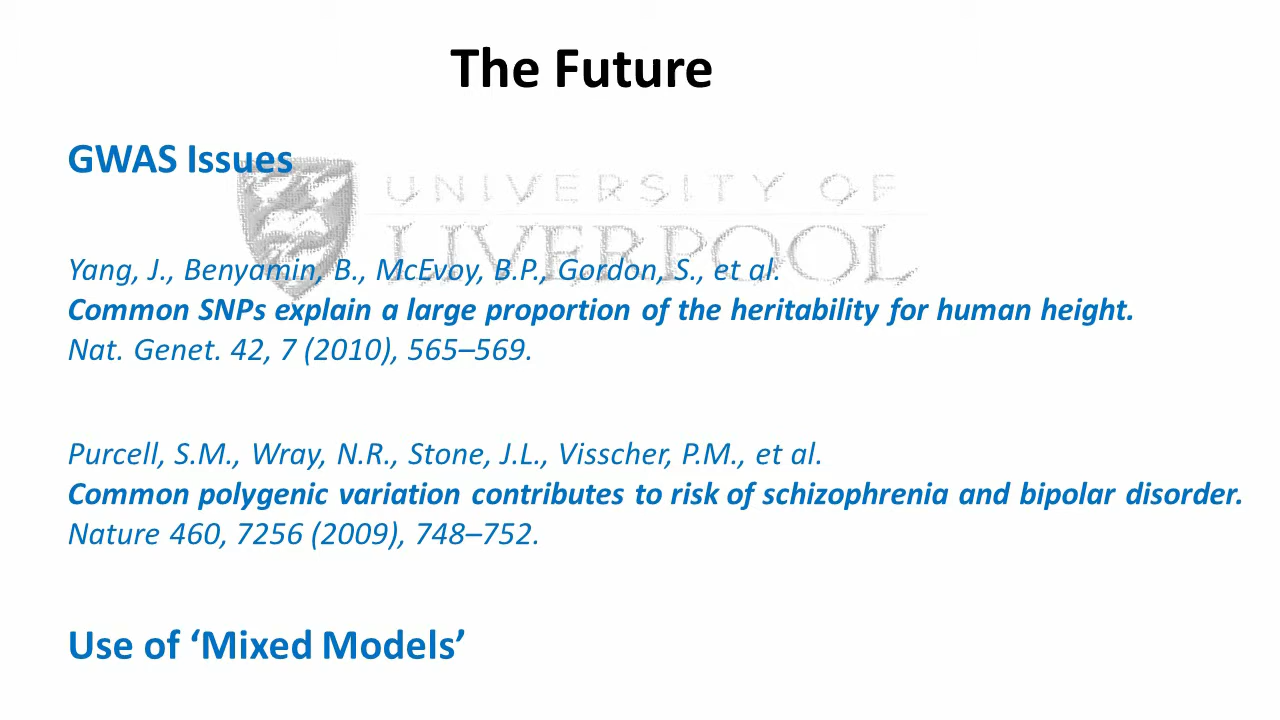 The Future
GWAS Issues
UNIVERSITY OF
LIVERPOOL
Yang, J., Benyamin, B., McEvoy, B.P., Gordon, S., et al.
Common SNPs explain a large proportion of the heritability for human height.
Nat. Genet. 42, 7 (2010), 565–569.
Purcell, S.M., Wray, N.R., Stone, J.L., Visscher, P.M., et al.
Common polygenic variation contributes to risk of schizophrenia and bipolar disorder.
Nature 460, 7256 (2009), 748–752.
Use of ‘Mixed Models’